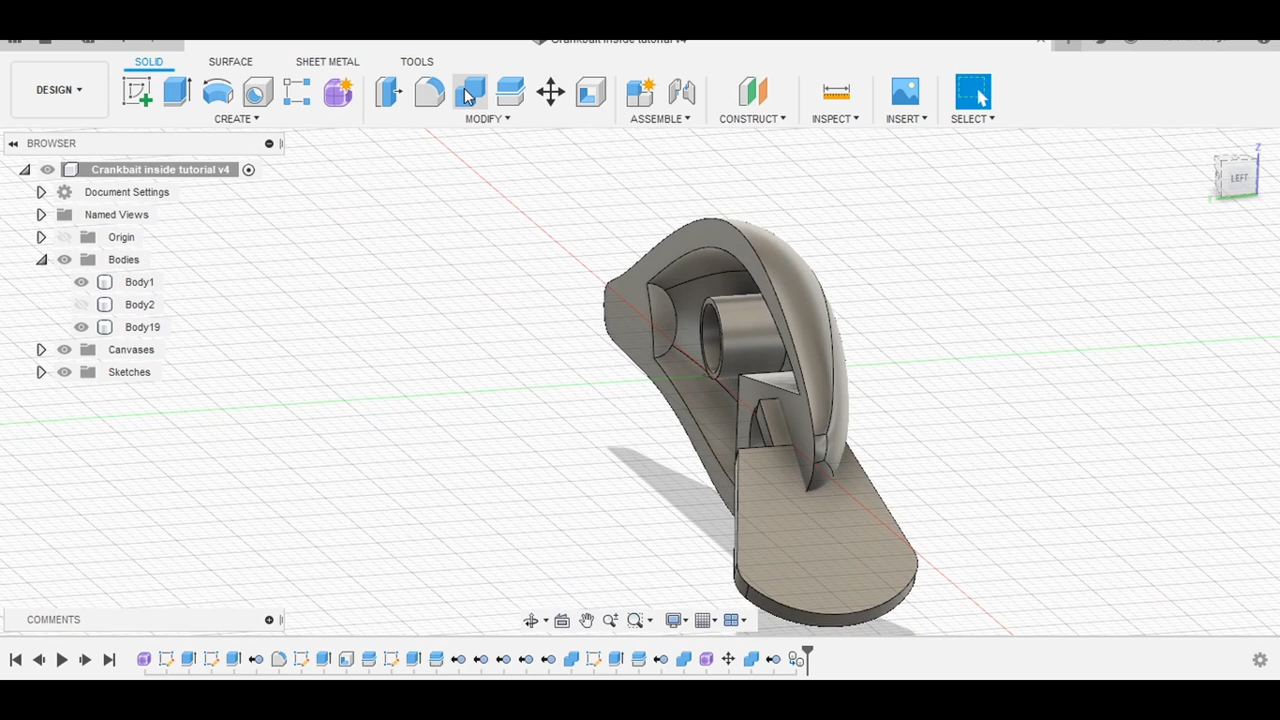 Crankbait inside tutorial v4
SOLID SURFACE SHEET METAL TOOLS
DESIGN
CREATE MODIFY ASSEMBLE CONSTRUCT INSPECT INSERT SELECT
BROWSER
Crankbait inside tutorial v4
Document Settings
Named Views
Origin
Bodies
Body1
Body2
Body19
Canvases
Sketches
Z
LEFT
Y
COMMENTS